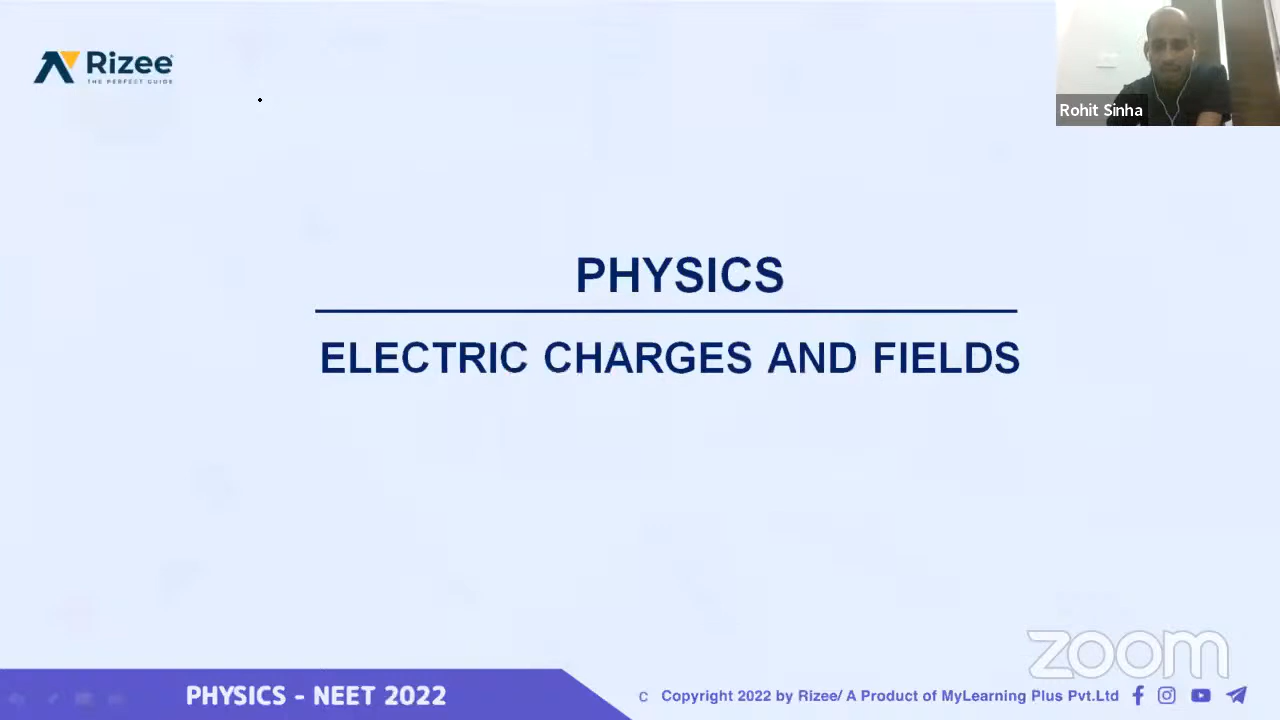 Rizee
THE PERFECT GUIDE
Rohit Sinha
PHYSICS
ELECTRIC CHARGES AND FIELDS
zoom
PHYSICS - NEET 2022
C Copyright 2022 by Rizee/ A Product of MyLearning Plus Pvt.Ltd